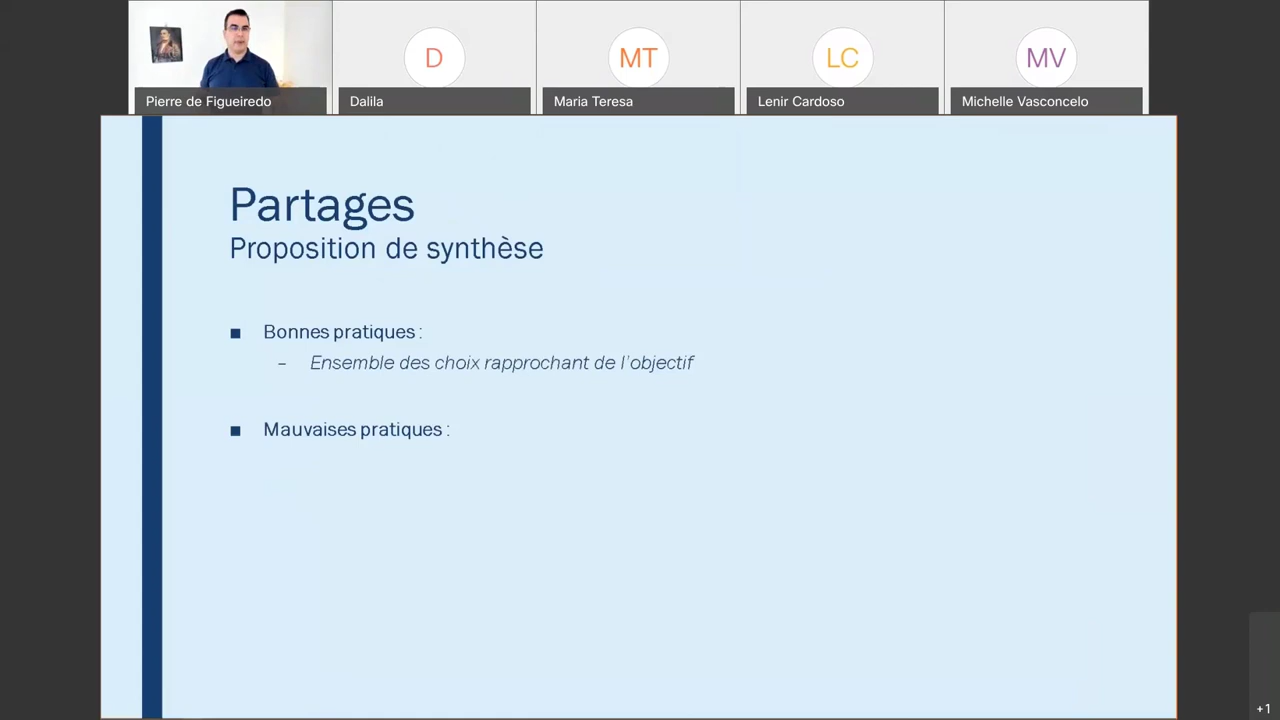 D
MT
LC
MV
Pierre de Figueiredo
Dalila
Maria Teresa
Lenir Cardoso
Michelle Vasconcelo
Partages
Proposition de synthèse
■ Bonnes pratiques :
– Ensemble des choix rapprochant de l'objectif
■ Mauvaises pratiques :
+1